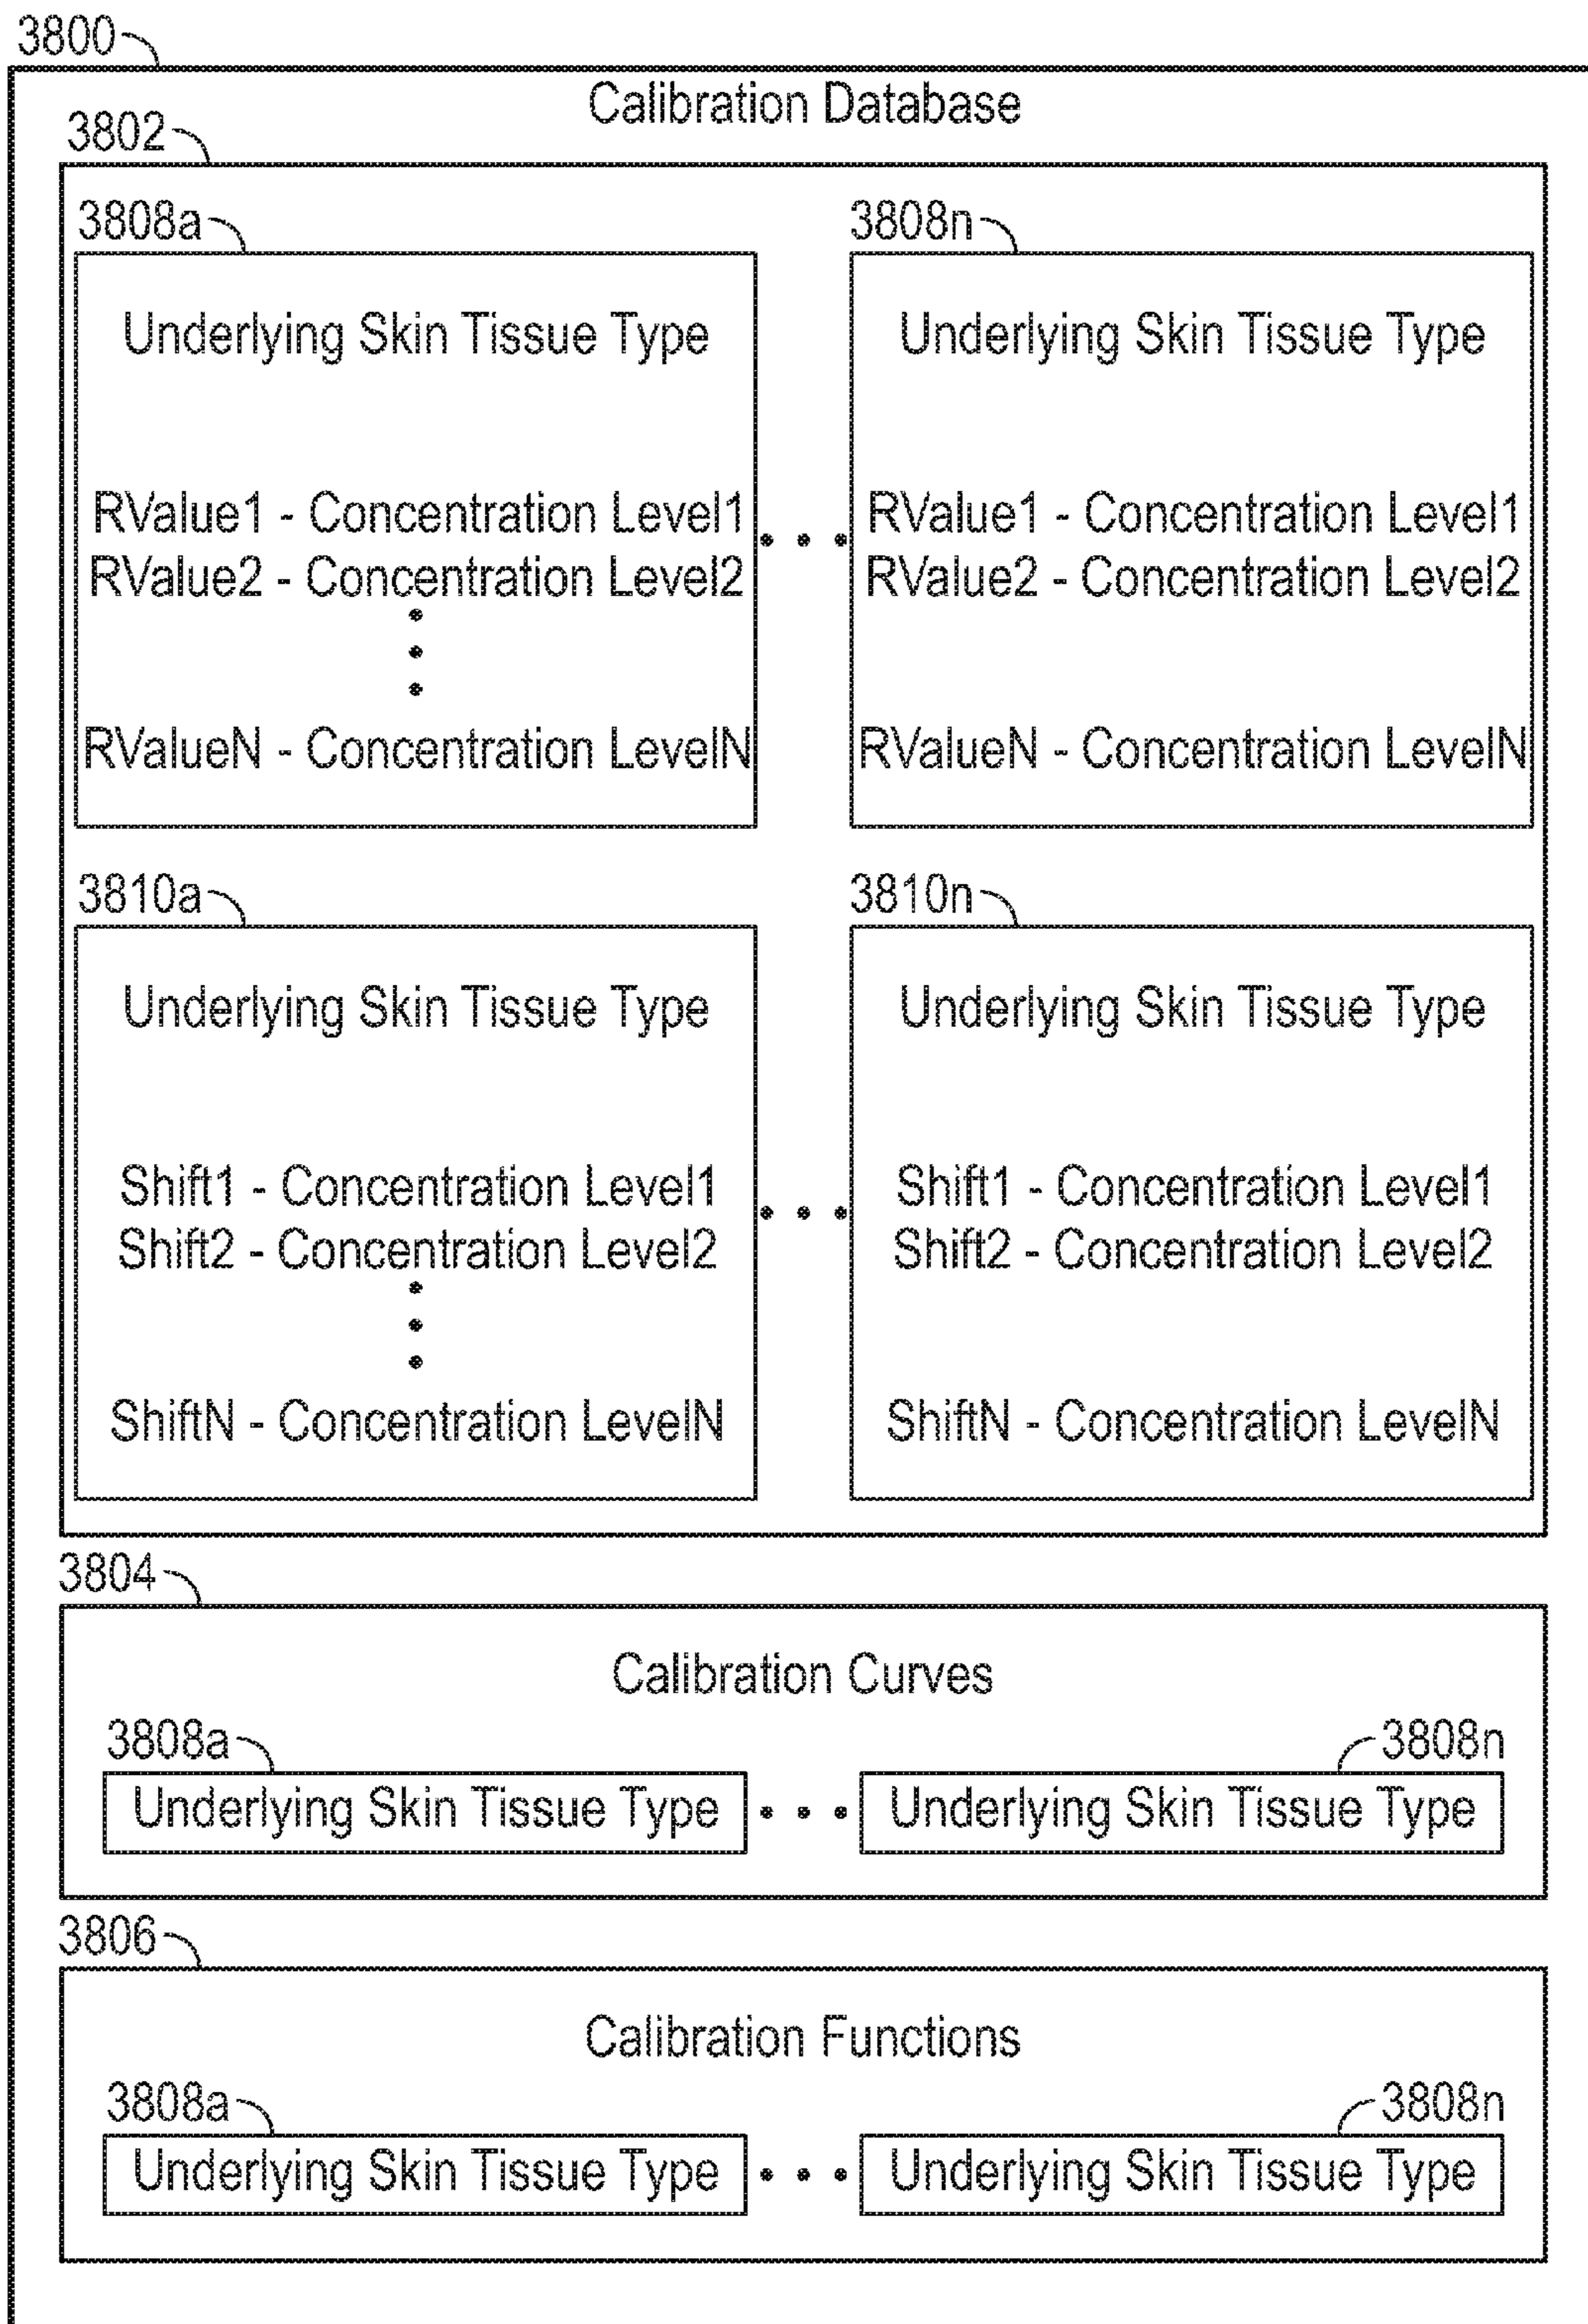 3800
Calibration Database
3802
3808a
3808n
Underlying Skin Tissue Type
Underlying Skin Tissue Type
RValue1 - Concentration Level1
RValue1 - Concentration Level1
RValue2 - Concentration Level2
RValue2 - Concentration Level2
RValueN - Concentration LevelN
RValueN - Concentration LevelN
3810a
3810n
Underlying Skin Tissue Type
Underlying Skin Tissue Type
Shift1 - Concentration Level1
Shift1 - Concentration Level1
Shift2 - Concentration Level2
Shift2 - Concentration Level2
ShiftN - Concentration LevelN
ShiftN - Concentration LevelN
3804
Calibration Curves
3808a
3808n
Underlying Skin Tissue Type
Underlying Skin Tissue Type
3806
Calibration Functions
3808a
3808n
Underlying Skin Tissue Type
Underlying Skin Tissue Type